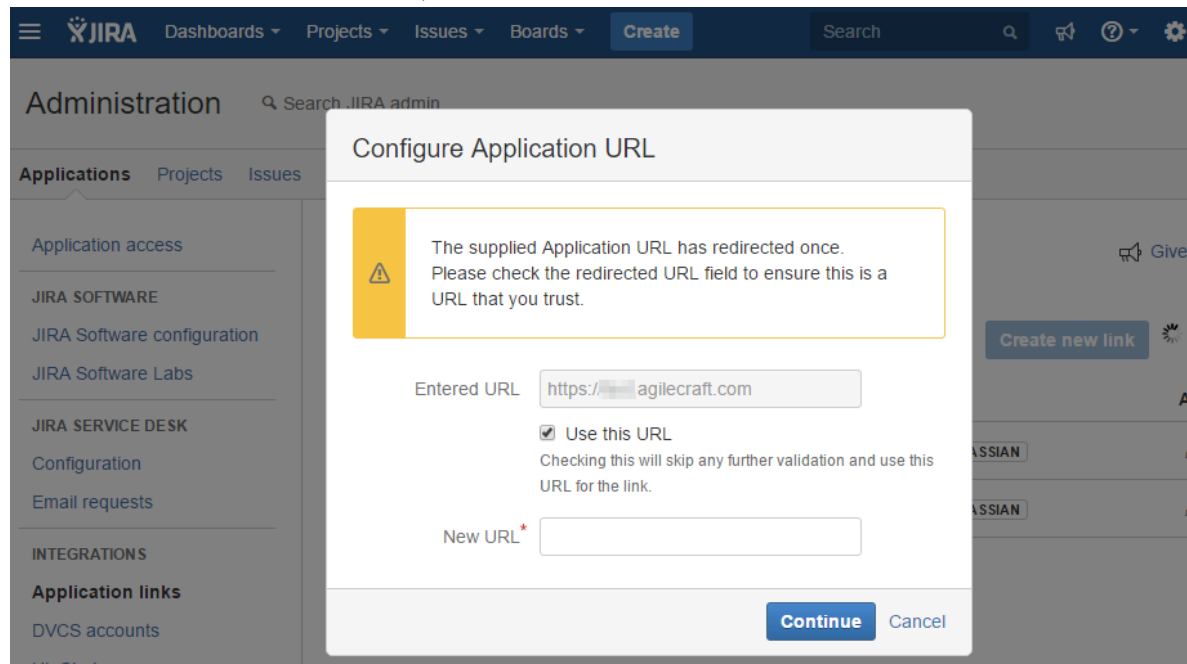 JIRA Dashboards Projects Issues Boards Create Search
Administration Search JIRA admin
Configure Application URL
Applications Projects Issues
The supplied Application URL has redirected once.
Please check the redirected URL field to ensure this is a
URL that you trust.
Application access
Give
JIRA SOFTWARE
JIRA Software configuration
Create new link
JIRA Software Labs
Entered URL https:// agilecraft.com
A
JIRA SERVICE DESK
Use this URL
Configuration
Checking this will skip any further validation and use this
ASSIAN
URL for the link.
Email requests
ASSIAN
New URL*
INTEGRATIONS
Application links
Continue Cancel
DVCS accounts